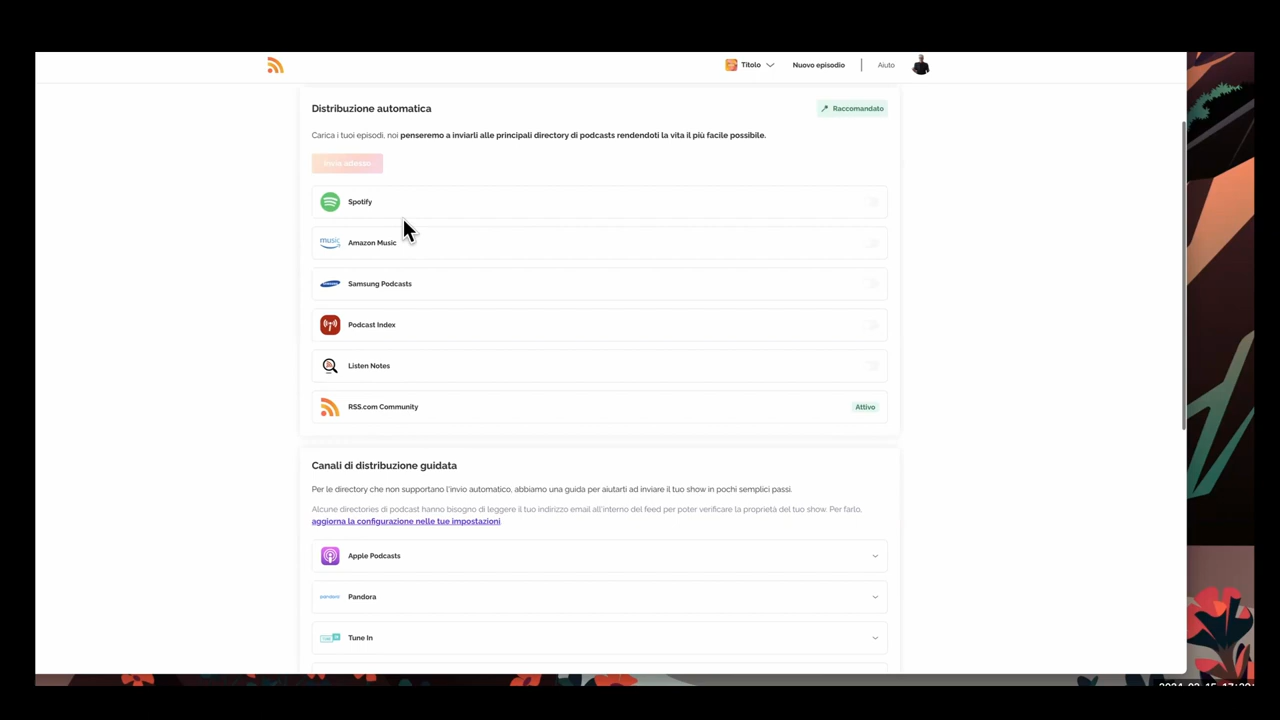 Titolo
Nuovo episodio
Aiuto
Distribuzione automatica
Raccomandato
Carica i tuoi episodi, noi penseremo a inviarli alle principali directory di podcasts rendendoti la vita il più facile possibile.
Invia adesso
Spotify
music
Amazon Music
SAMSUNG
Samsung Podcasts
Podcast Index
Listen Notes
RSS.com Community
Attivo
Canali di distribuzione guidata
Per le directory che non supportano l'invio automatico, abbiamo una guida per aiutarti ad inviare il tuo show in pochi semplici passi.
Alcune directories di podcast hanno bisogno di leggere il tuo indirizzo email all'interno del feed per poter verificare la proprietà del tuo show. Per farlo,
aggiorna la configurazione nelle tue impostazioni
Apple Podcasts
pandora
Pandora
Tune In